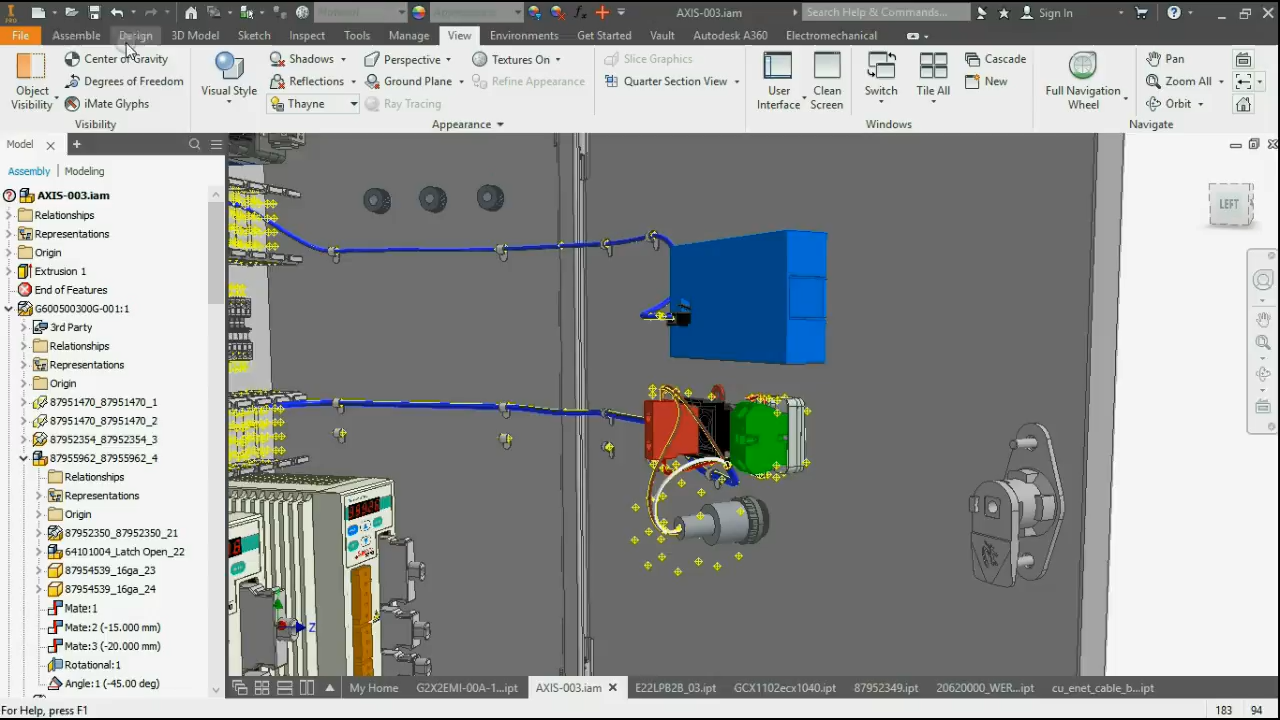 PRO
Material
Appearance
AXIS-003.iam
Search Help & Commands...
Sign In
File
Assemble
Design
3D Model
Sketch
Inspect
Tools
Manage
View
Environments
Get Started
Vault
Autodesk A360
Electromechanical
Object
Visibility
Center of Gravity
Degrees of Freedom
iMate Glyphs
Visibility
Visual Style
Shadows
Reflections
Thayne
Perspective
Ground Plane
Ray Tracing
Textures On
Refine Appearance
Appearance
Slice Graphics
Quarter Section View
User
Interface
Clean
Screen
Switch
Tile All
Cascade
New
Windows
Full Navigation
Wheel
Pan
Zoom All
Orbit
Navigate
Model
Assembly
Modeling
AXIS-003.iam
Relationships
Representations
Origin
Extrusion 1
End of Features
G600500300G-001:1
3rd Party
Relationships
Representations
Origin
87951470_87951470_1
87951470_87951470_2
87952354_87952354_3
87955962_87955962_4
Relationships
Representations
Origin
87952350_87952350_21
64101004_Latch Open_22
87954539_16ga_23
87954539_16ga_24
Mate:1
Mate:2 (-15.000 mm)
Mate:3 (-20.000 mm)
Rotational:1
Angle:1 (-45.00 deg)
LEFT
Z
My Home
G2X2EMI-00A-1...ipt
AXIS-003.iam
E22LPB2B_03.ipt
GCX1102ecx1040.ipt
87952349.ipt
20620000_WER...ipt
cu_enet_cable_b...ipt
For Help, press F1
183
94